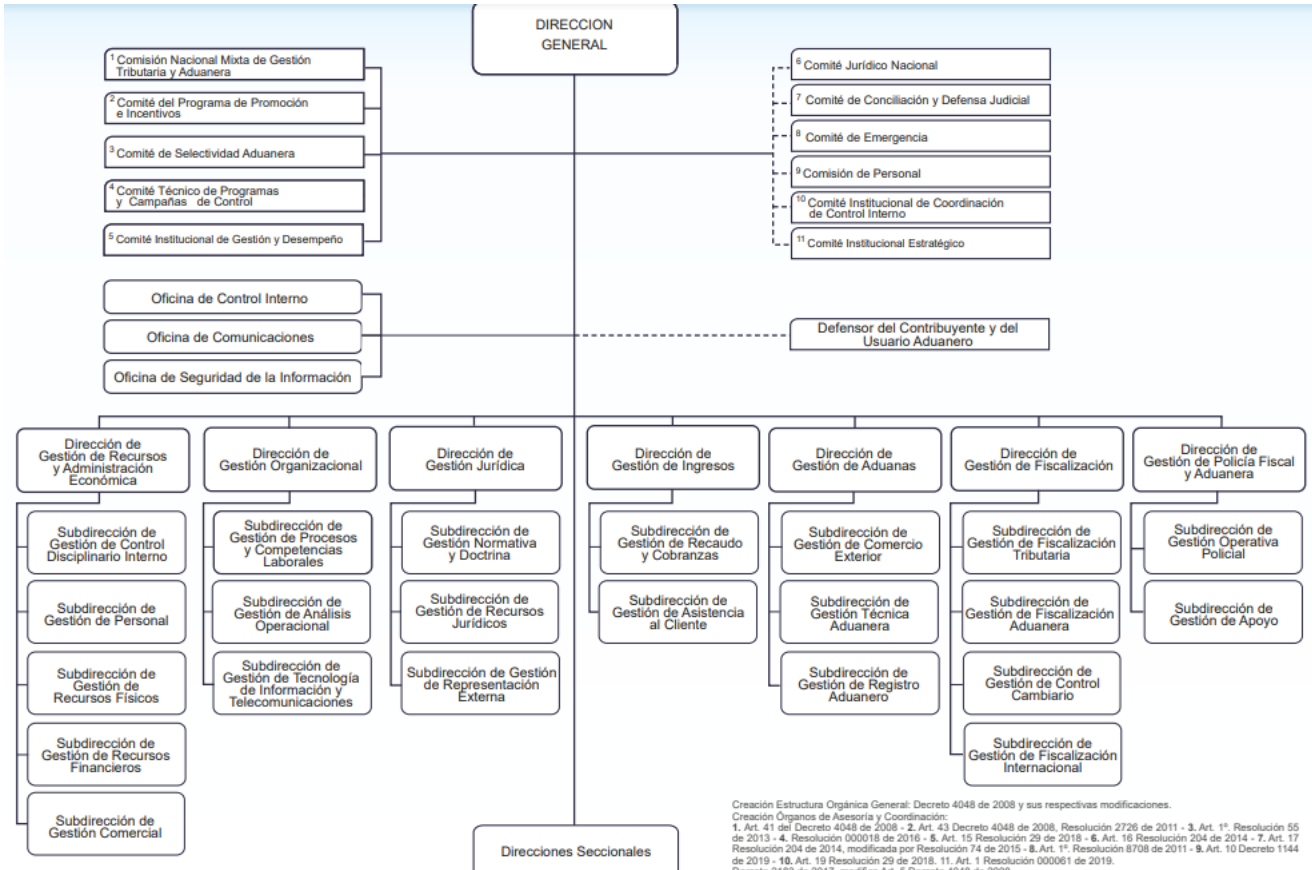 DIRECCION
GENERAL
1 Comisión Nacional Mixta de Gestión
Tributaria y Aduanera
2 Comité del Programa de Promoción
e Incentivos
3 Comité de Selectividad Aduanera
4 Comité Técnico de Programas
y Campañas de Control
5 Comité Institucional de Gestión y Desempeño
6 Comité Jurídico Nacional
7 Comité de Conciliación y Defensa Judicial
8 Comité de Emergencia
9 Comisión de Personal
10 Comité Institucional de Coordinación
de Control Interno
11 Comité Institucional Estratégico
Oficina de Control Interno
Oficina de Comunicaciones
Oficina de Seguridad de la Información
Defensor del Contribuyente y del
Usuario Aduanero
Dirección de
Gestión de Recursos
y Administración
Económica
Subdirección de
Gestión de Control
Disciplinario Interno
Subdirección de
Gestión de Personal
Subdirección de
Gestión de
Recursos Físicos
Subdirección de
Gestión de Recursos
Financieros
Subdirección de
Gestión Comercial
Dirección de
Gestión Organizacional
Subdirección de
Gestión de Procesos
y Competencias
Laborales
Subdirección de
Gestión de Análisis
Operacional
Subdirección de
Gestión de Tecnología
de Información y
Telecomunicaciones
Dirección de
Gestión Jurídica
Subdirección de
Gestión Normativa
y Doctrina
Subdirección de
Gestión de Recursos
Jurídicos
Subdirección de Gestión
de Representación
Externa
Dirección de
Gestión de Ingresos
Subdirección de
Gestión de Recaudo
y Cobranzas
Subdirección de
Gestión de Asistencia
al Cliente
Dirección de
Gestión de Aduanas
Subdirección de
Gestión de Comercio
Exterior
Subdirección de
Gestión Técnica
Aduanera
Subdirección de
Gestión de Registro
Aduanero
Dirección de
Gestión de Fiscalización
Subdirección de
Gestión de Fiscalización
Tributaria
Subdirección de
Gestión de Fiscalización
Aduanera
Subdirección de
Gestión de Control
Cambiario
Subdirección de
Gestión de Fiscalización
Internacional
Dirección de
Gestión de Policía Fiscal
y Aduanera
Subdirección de
Gestión Operativa
Policial
Subdirección de
Gestión de Apoyo
Direcciones Seccionales
Creación Estructura Orgánica General: Decreto 4048 de 2008 y sus respectivas modificaciones.
Creación Órganos de Asesoría y Coordinación:
1. Art. 41 del Decreto 4048 de 2008 - 2. Art. 43 Decreto 4048 de 2008, Resolución 2726 de 2011 - 3. Art. 1º. Resolución 55
de 2013 - 4. Resolución 000018 de 2016 - 5. Art. 15 Resolución 29 de 2018 - 6. Art. 16 Resolución 204 de 2014 - 7. Art. 17
Resolución 204 de 2014, modificada por Resolución 74 de 2015 - 8. Art. 1º. Resolución 8708 de 2011 - 9. Art. 10 Decreto 1144
de 2019 - 10. Art. 19 Resolución 29 de 2018. 11. Art. 1 Resolución 000061 de 2019.